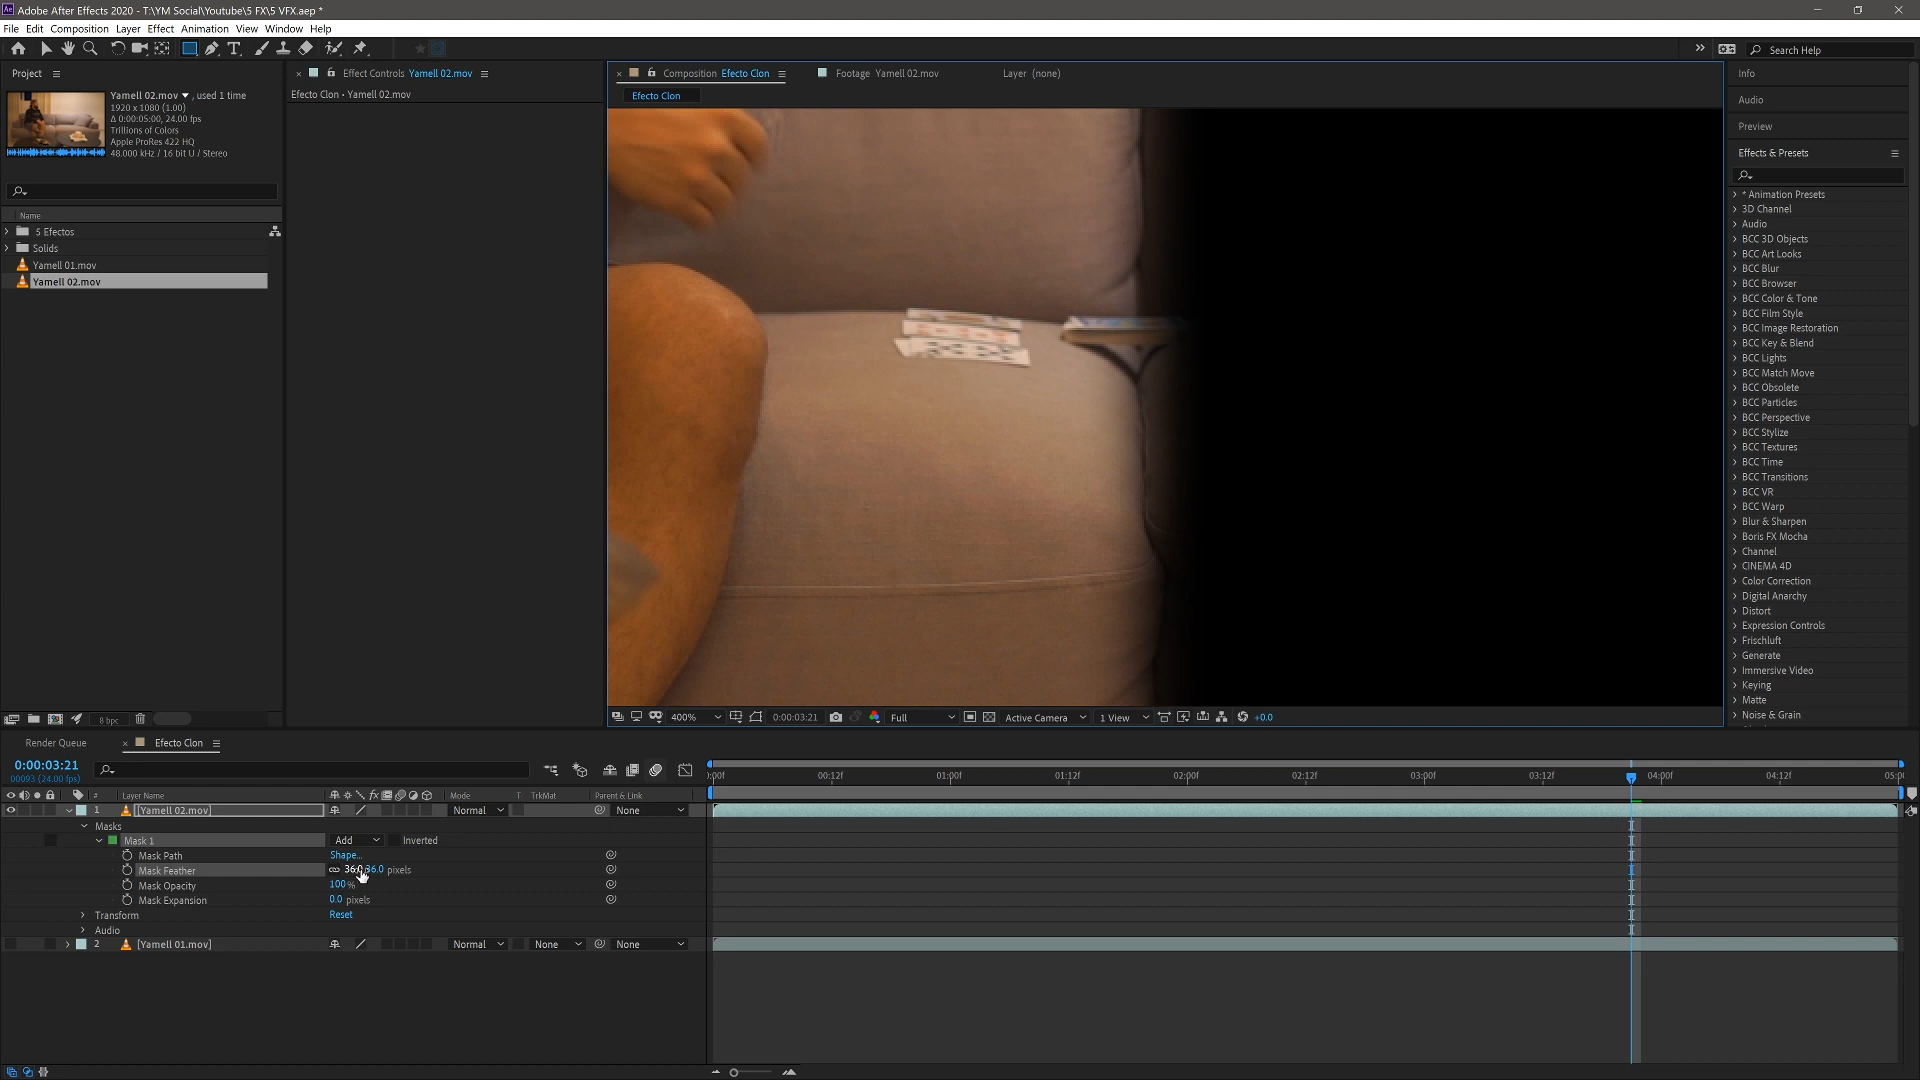 Adobe After Effects 2020 - T:\YM Social\Youtube\5 FX\5 VFX.aep *
File Edit Composition Layer Effect Animation View Window Help
Search Help
Project
Effect Controls Yamell 02.mov
Composition Efecto Clon
Footage Yamell 02.mov
Layer (none)
Info
Yamell 02.mov , used 1 time
1920 x 1080 (1.00)
Δ 0:00:05:00, 24.00 fps
Trillions of Colors
Apple ProRes 422 HQ
48.000 kHz / 16 bit U / Stereo
Efecto Clon • Yamell 02.mov
Efecto Clon
Audio
Preview
Effects & Presets
Name
5 Efectos
Solids
Yamell 01.mov
Yamell 02.mov
* Animation Presets
3D Channel
Audio
BCC 3D Objects
BCC Art Looks
BCC Blur
BCC Browser
BCC Color & Tone
BCC Film Style
BCC Image Restoration
BCC Key & Blend
BCC Lights
BCC Match Move
BCC Obsolete
BCC Particles
BCC Perspective
BCC Stylize
BCC Textures
BCC Time
BCC Transitions
BCC VR
BCC Warp
Blur & Sharpen
Boris FX Mocha
Channel
CINEMA 4D
Color Correction
Digital Anarchy
Distort
Expression Controls
Frischluft
Generate
Immersive Video
Keying
Matte
Noise & Grain
8 bpc
400% 0:00:03:21 Full Active Camera 1 View +0.0
Render Queue
Efecto Clon
0:00:03:21
00093 (24.00 fps)
:00f 00:12f 01:00f 01:12f 02:00f 02:12f 03:00f 03:12f 04:00f 04:12f 05:0
# Layer Name Mode T TrkMat Parent & Link
1 [Yamell 02.mov] Normal None
Masks
Mask 1 Add Inverted
Mask Path Shape...
Mask Feather 36.0,36.0 pixels
Mask Opacity 100%
Mask Expansion 0.0 pixels
Transform Reset
Audio
2 [Yamell 01.mov] Normal None None